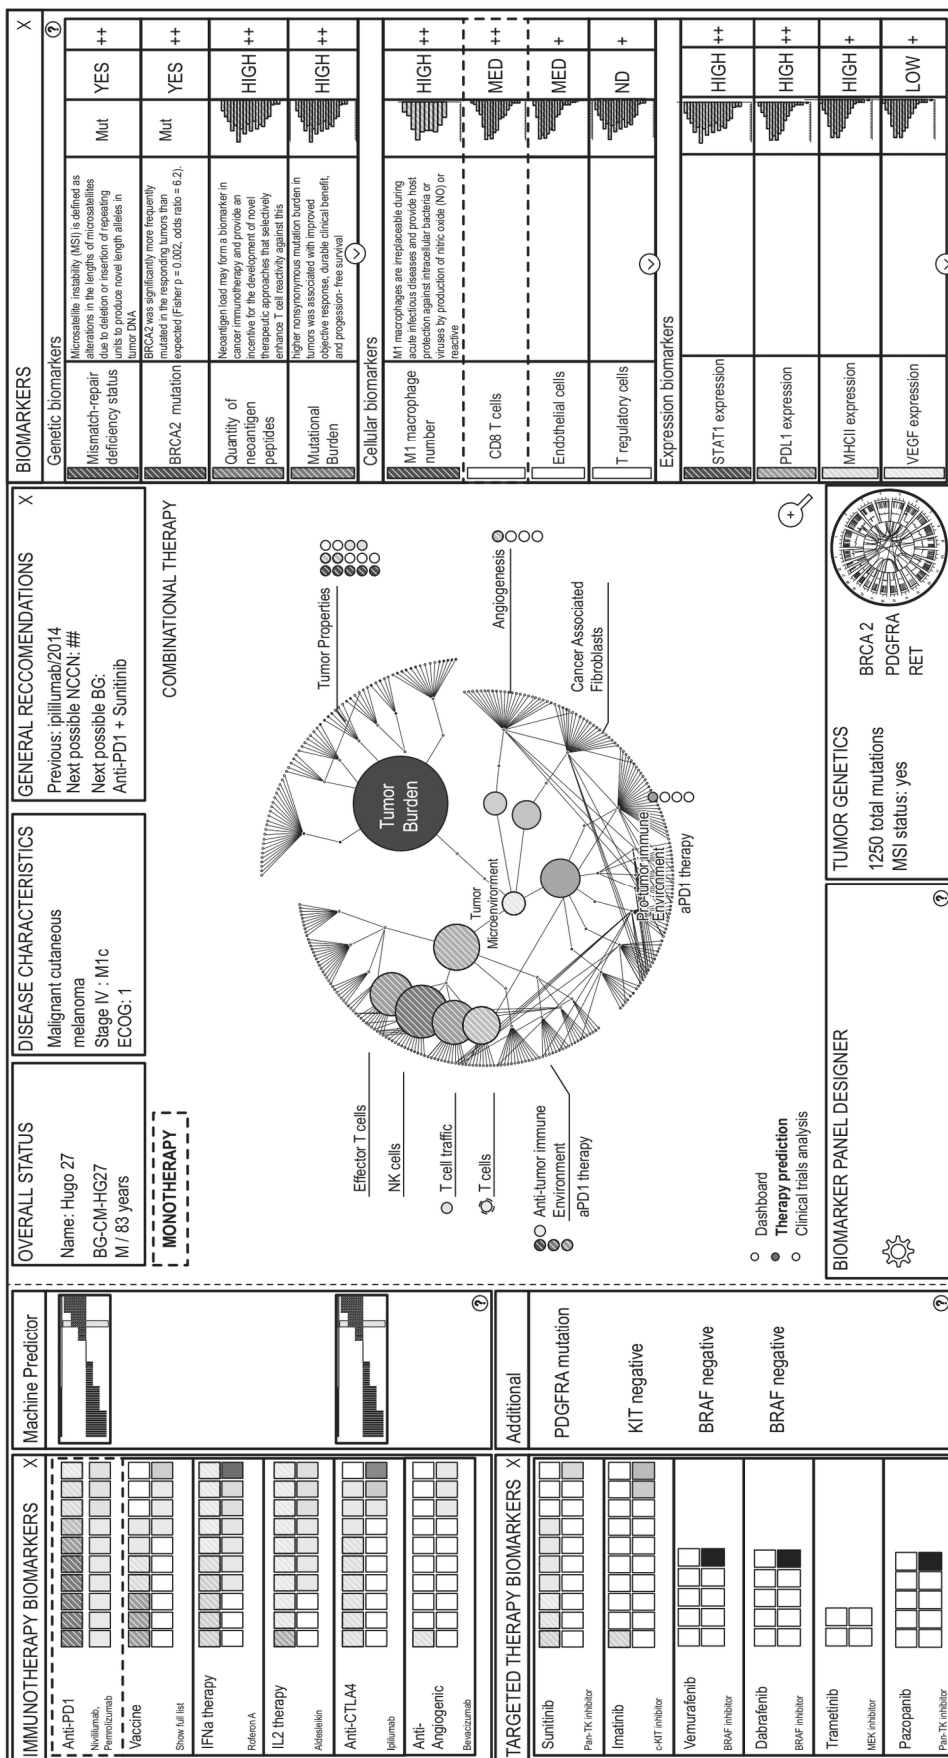 IMMUNOTHERAPY BIOMARKERS X
Anti-PD1
Nivilumab,
Pemrolizumab
Vaccine
Show full list
IFNa therapy
Roferon A
IL2 therapy
Aldesleikin
Anti-CTLA4
Ipilumab
Anti-
Angiogenic
Bevacizumab
Machine Predictor
?
TARGETED THERAPY BIOMARKERS X
Sunitinib
Pan-TK inhibitor
Imatinib
c-KIT inhibitor
Vemurafenib
BRAF inhibitor
Dabrafenib
BRAF inhibitor
Trametinib
MEK inhibitor
Pazopanib
Pan-TK inhibitor
Additional
PDGFRA mutation
KIT negative
BRAF negative
BRAF negative
?
OVERALL STATUS
Name: Hugo 27
BG-CM-HG27
M / 83 years
DISEASE CHARACTERISTICS
Malignant cutaneous
melanoma
Stage IV : M1c
ECOG: 1
GENERAL RECCOMENDATIONS X
Previous: ipililumab/2014
Next possible NCCN: ##
Next possible BG:
Anti-PD1 + Sunitinib
MONOTHERAPY
COMBINATIONAL THERAPY
Effector T cells
NK cells
T cell traffic
T cells
Anti-tumor immune
Environment
aPD1 therapy
Tumor
Burden
Tumor
Microenvironment
Tumor Properties
Angiogenesis
Cancer Associated
Fibroblasts
Pro-tumor immune
Environment
aPD1 therapy
Dashboard
Therapy prediction
Clinical trials analysis
BIOMARKER PANEL DESIGNER
?
TUMOR GENETICS
1250 total mutations
MSI status: yes
BRCA 2
PDGFRA
RET
BIOMARKERS X
Genetic biomarkers ?
Mismatch-repair
deficiency status
Microsatellite instability (MSI) is defined as
alterations in the lengths of microsatellites
due to deletion or insertion of repeating
units to produce novel length alleles in
tumor DNA
Mut YES ++
BRCA2 mutation
BRCA2 was significantly more frequently
mutated in the responding tumors than
expected (Fisher p = 0.002, odds ratio = 6.2).
Mut YES ++
Quantity of
neoantigen
peptides
Neoantigen load may form a biomarker in
cancer immunotherapy and provide an
incentive for the development of novel
therapeutic approaches that selectively
enhance T cell reactivity against this
HIGH ++
Mutational
Burden
higher nonsynonymous mutation burden in
tumors was associated with improved
objective response, durable clinical benefit,
and progression- free survival
HIGH ++
Cellular biomarkers
M1 macrophage
number
M1 macrophages are irreplaceable during
acute infectious diseases and provide host
protection against intracellular bacteria or
viruses by production of nitric oxide (NO) or
reactive
HIGH ++
CD8 T cells MED ++
Endothelial cells MED +
T regulatory cells ND +
Expression biomarkers
STAT1 expression HIGH ++
PDL1 expression HIGH ++
MHCII expression HIGH +
VEGF expression LOW +